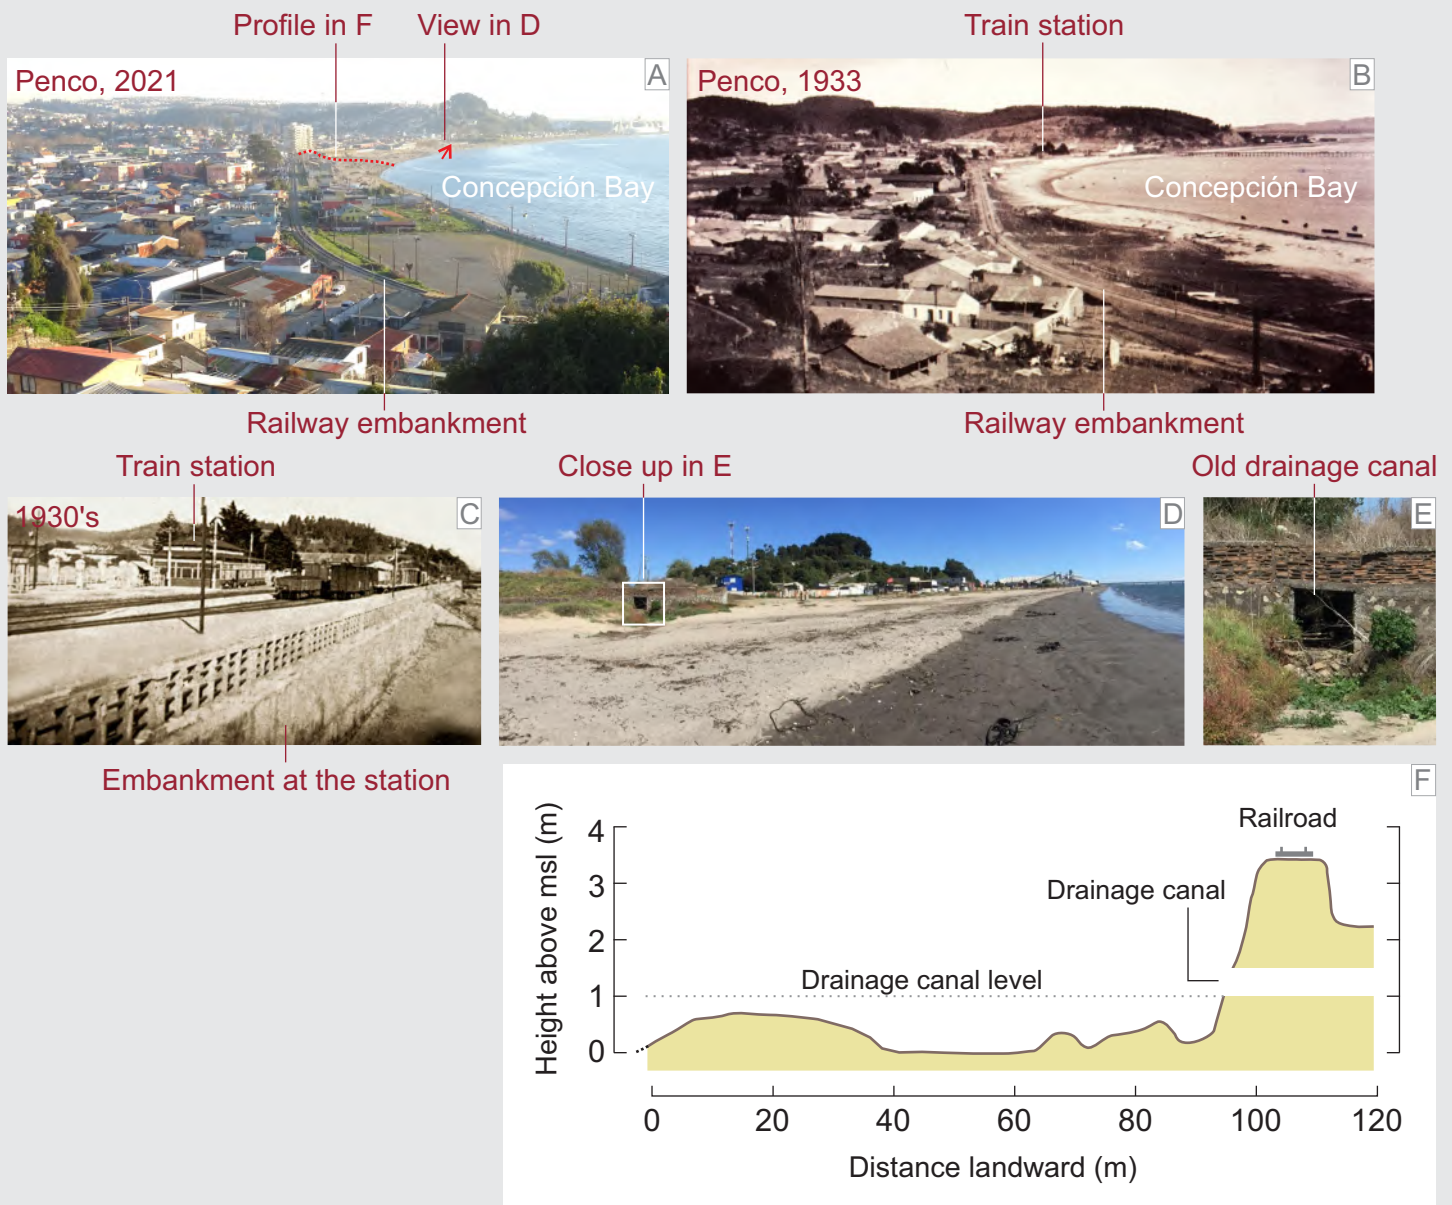 Profile in F
View in D
Train station
Penco, 2021
A
Penco, 1933
B
Concepción Bay
Concepción Bay
Railway embankment
Railway embankment
Train station
Close up in E
Old drainage canal
1930's
C
D
E
Embankment at the station
F
Height above msl (m)
4
3
2
1
0
Railroad
Drainage canal
Drainage canal level
0
20
40
60
80
100
120
Distance landward (m)